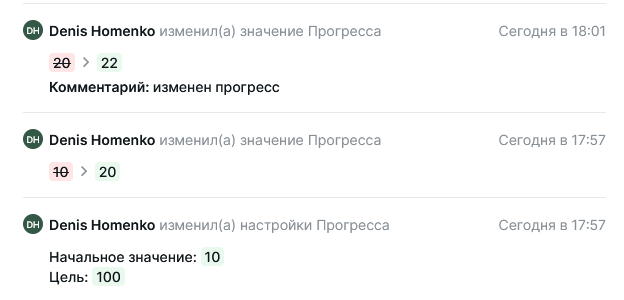 DH Denis Homenko изменил(а) значение Прогресса Сегодня в 18:01
20 > 22
Комментарий: изменен прогресс
DH Denis Homenko изменил(а) значение Прогресса Сегодня в 17:57
10 > 20
DH Denis Homenko изменил(а) настройки Прогресса Сегодня в 17:57
Начальное значение: 10
Цель: 100